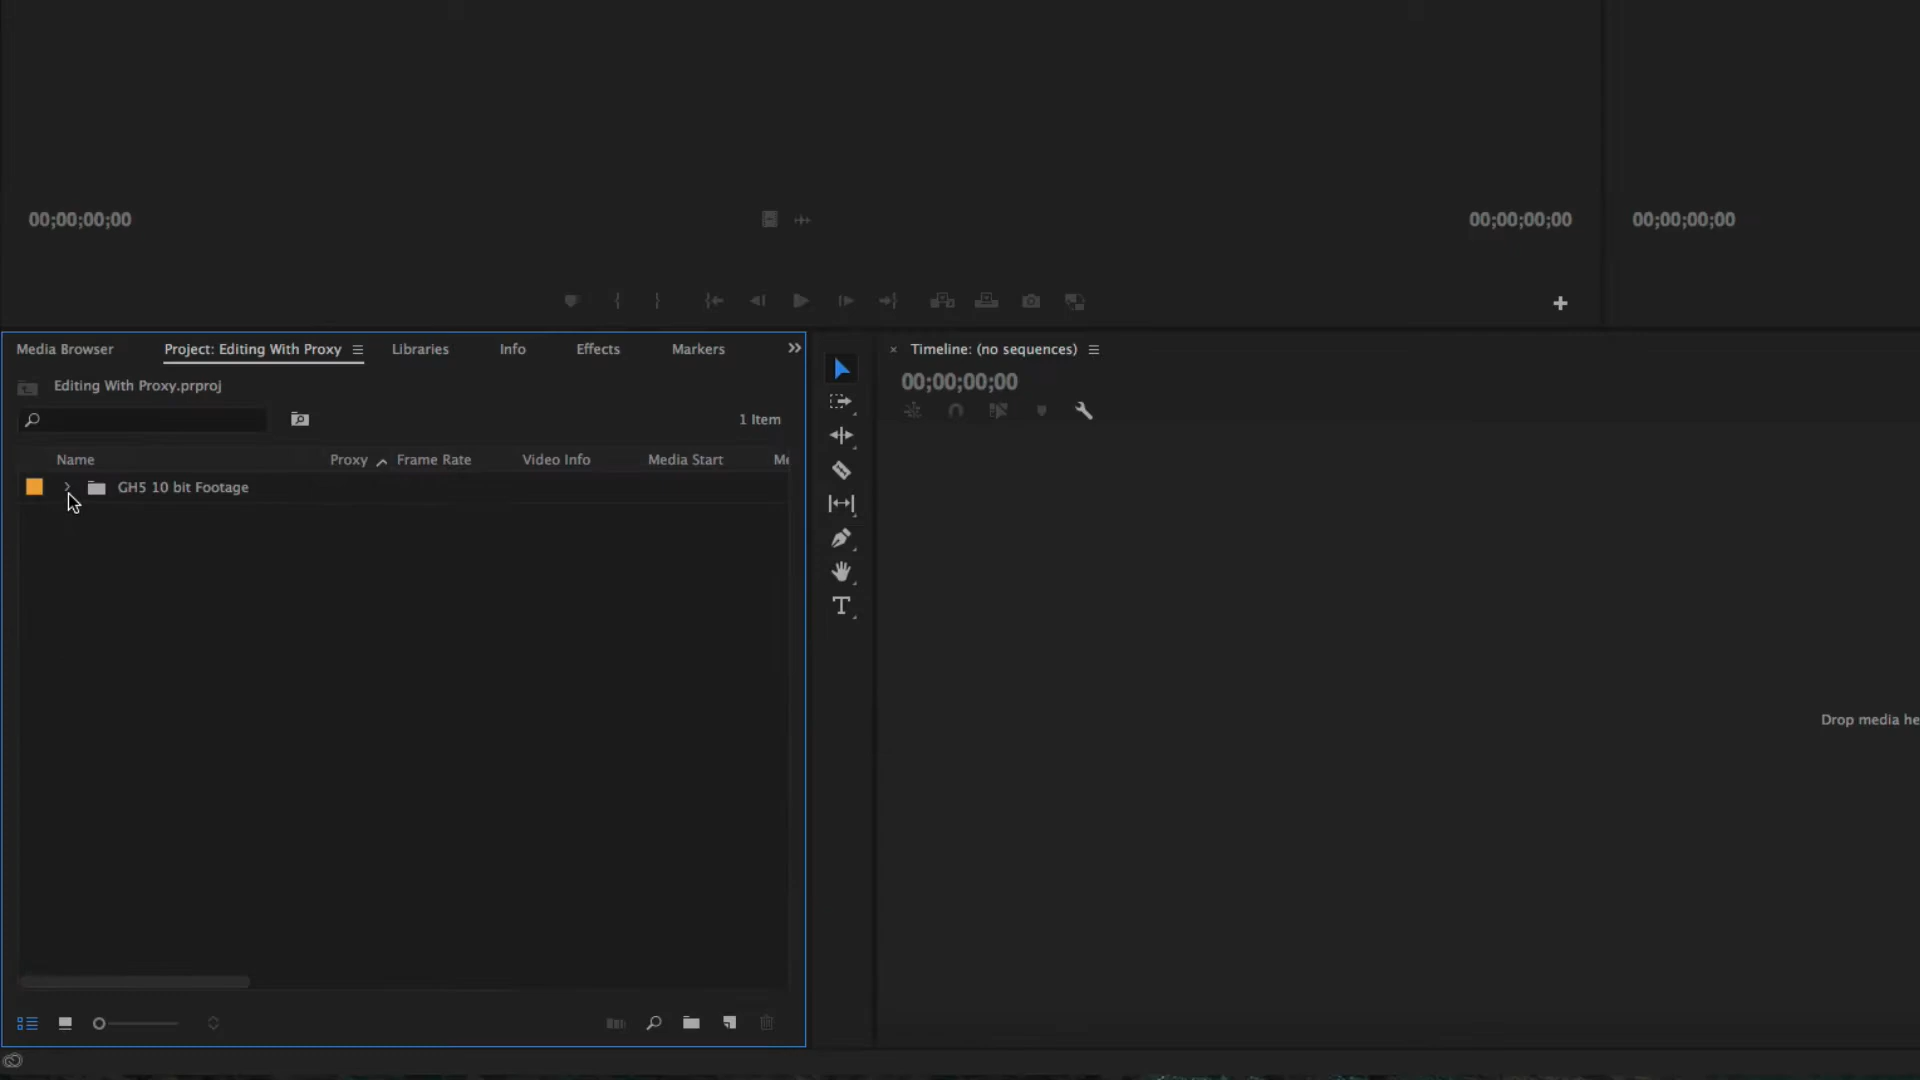 00;00;00;00
00;00;00;00
00;00;00;00
Media Browser
Project: Editing With Proxy
Libraries
Info
Effects
Markers
Timeline: (no sequences)
Editing With Proxy.prproj
00;00;00;00
1 Item
Name
Proxy
Frame Rate
Video Info
Media Start
GH5 10 bit Footage
Drop media